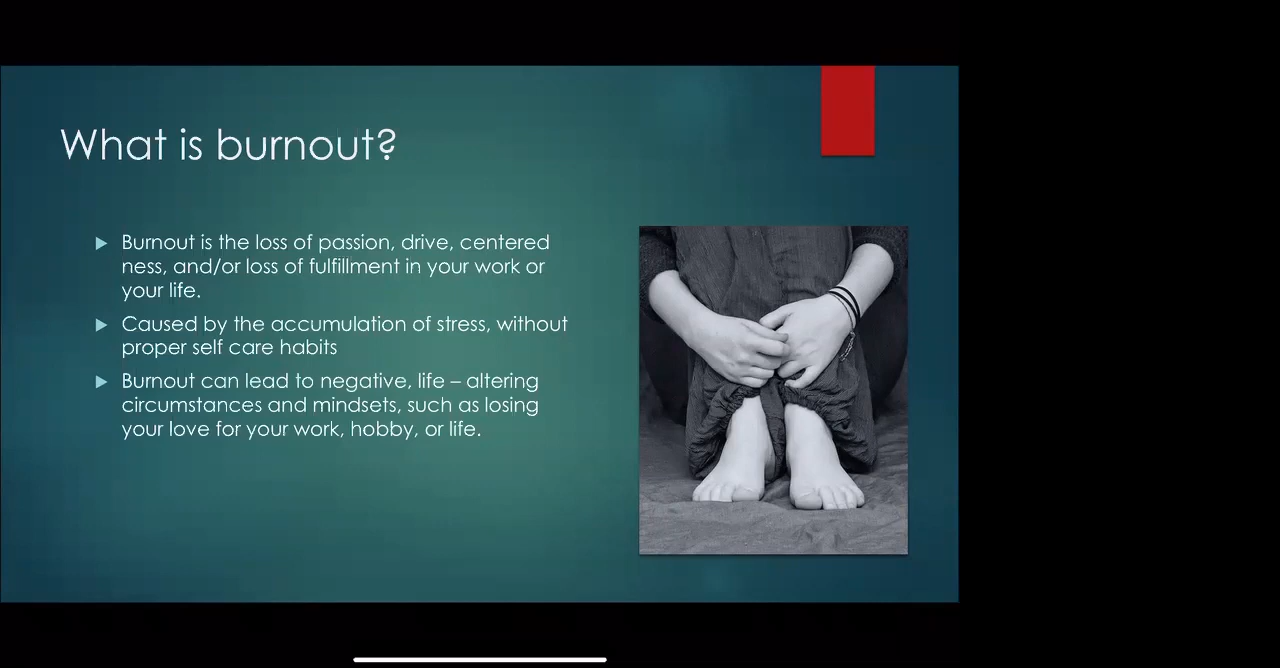 What is burnout?
Burnout is the loss of passion, drive, centered
ness, and/or loss of fulfillment in your work or
your life.
Caused by the accumulation of stress, without
proper self care habits
Burnout can lead to negative, life – altering
circumstances and mindsets, such as losing
your love for your work, hobby, or life.